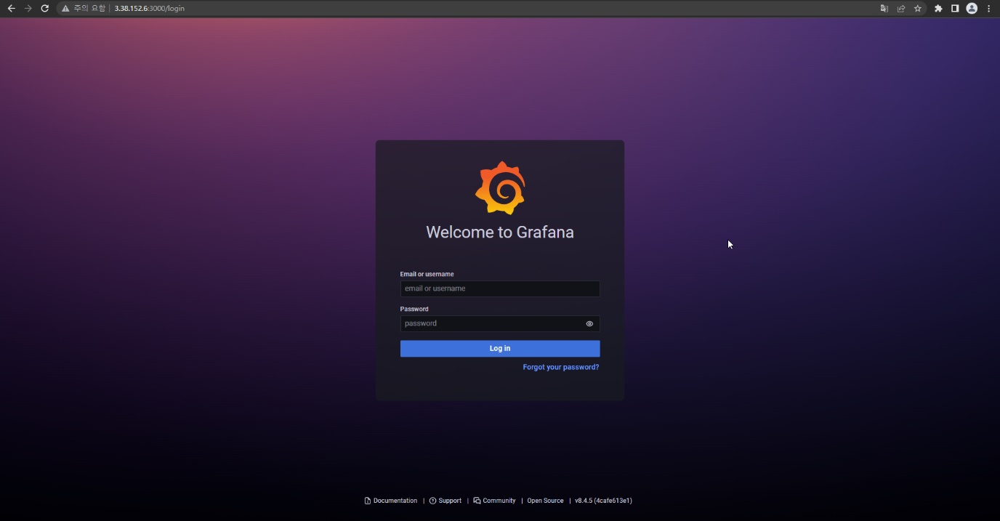 주의 요함 | 3.38.152.6:3000/login
Welcome to Grafana
Email or username
email or username
Password
password
Log in
Forgot your password?
Documentation | Support | Community | Open Source | v8.4.5 (4cafe613e1)